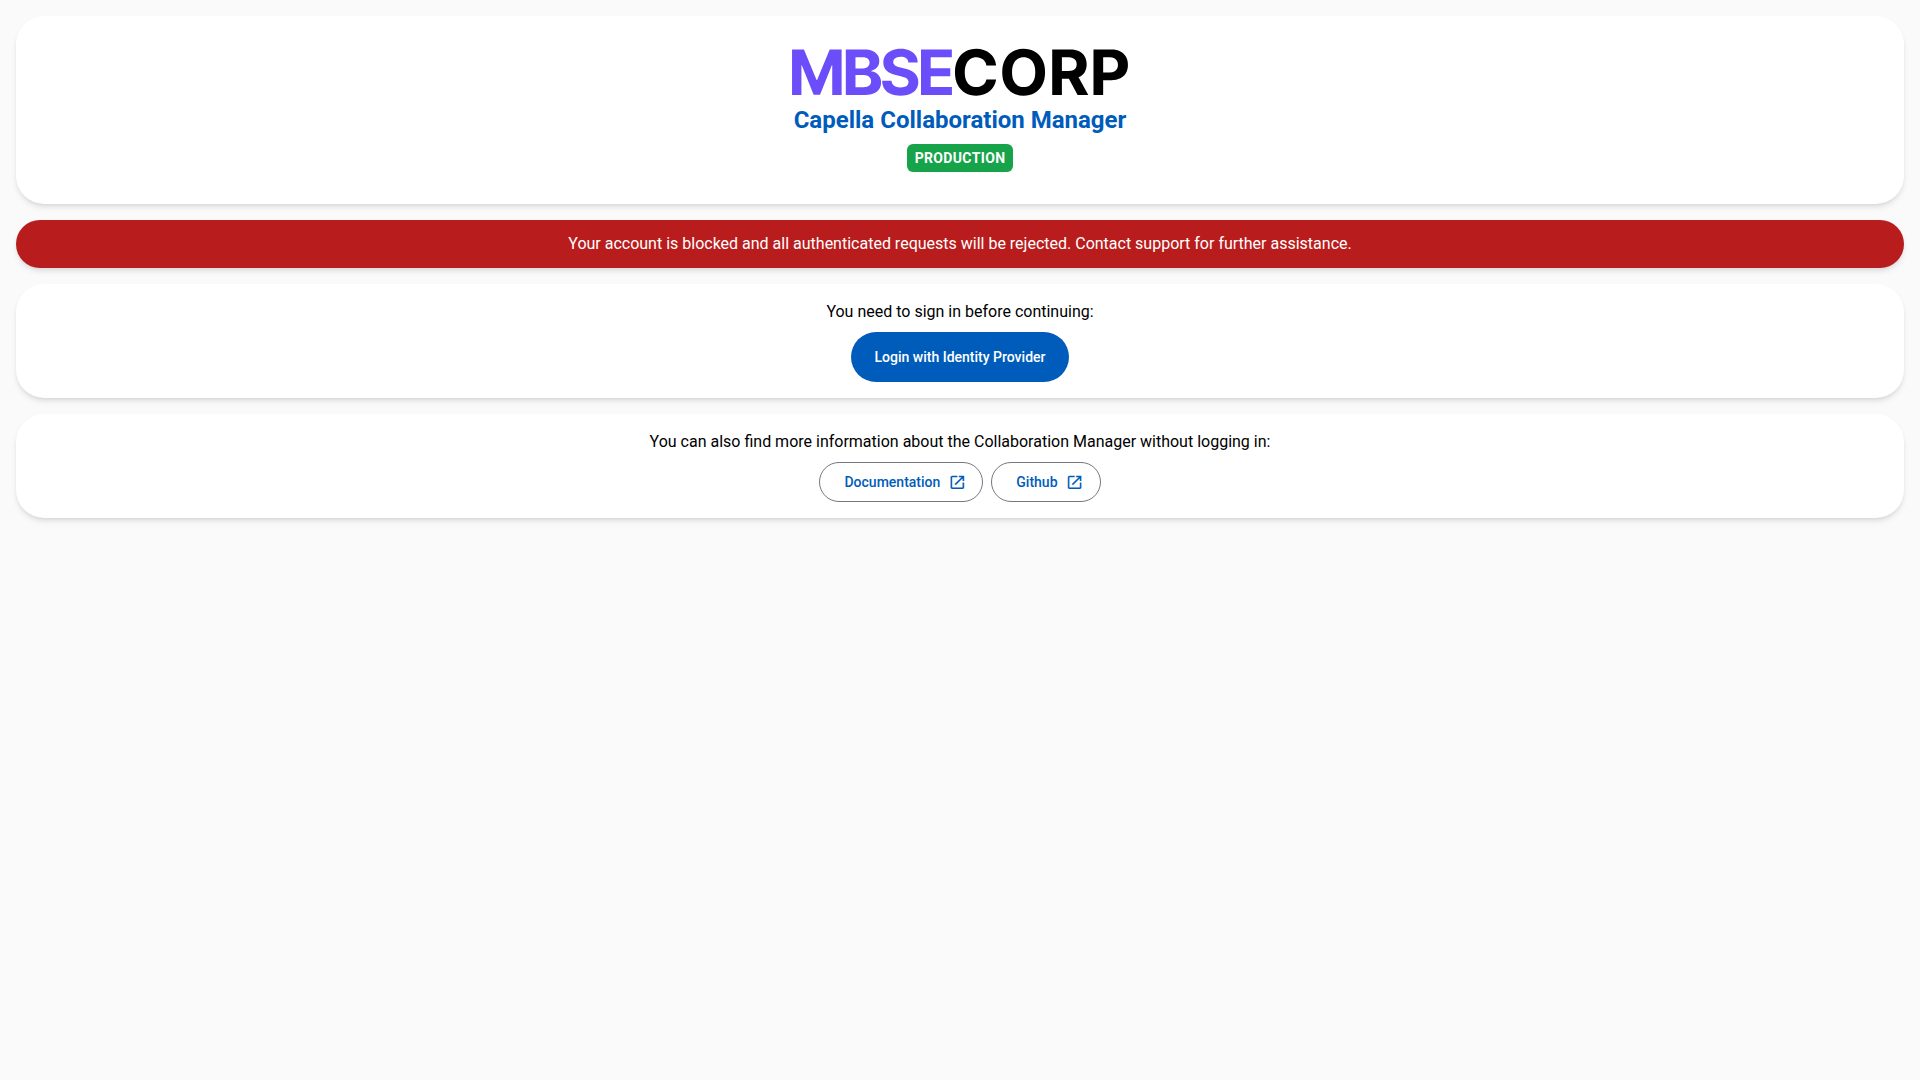 MBSECORP
Capella Collaboration Manager
PRODUCTION
Your account is blocked and all authenticated requests will be rejected. Contact support for further assistance.
You need to sign in before continuing:
Login with Identity Provider
You can also find more information about the Collaboration Manager without logging in:
Documentation
Github